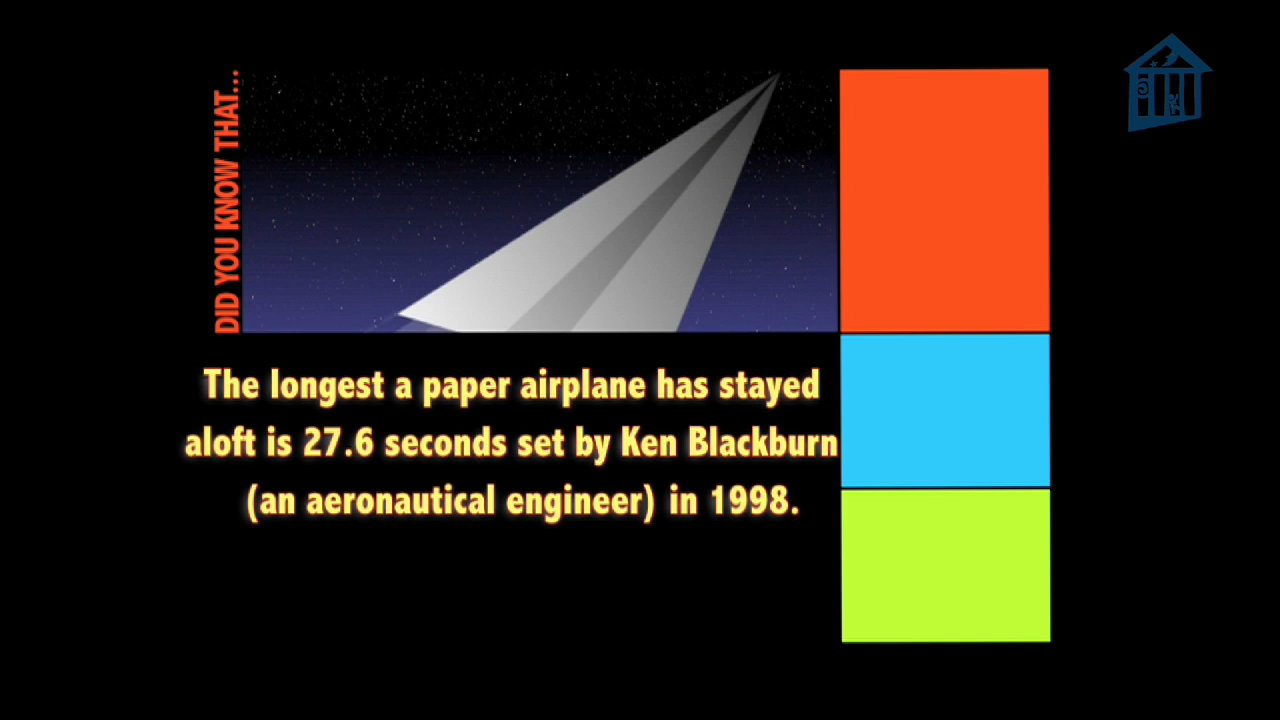 DID YOU KNOW THAT...
The longest a paper airplane has stayed
aloft is 27.6 seconds set by Ken Blackburn
(an aeronautical engineer) in 1998.